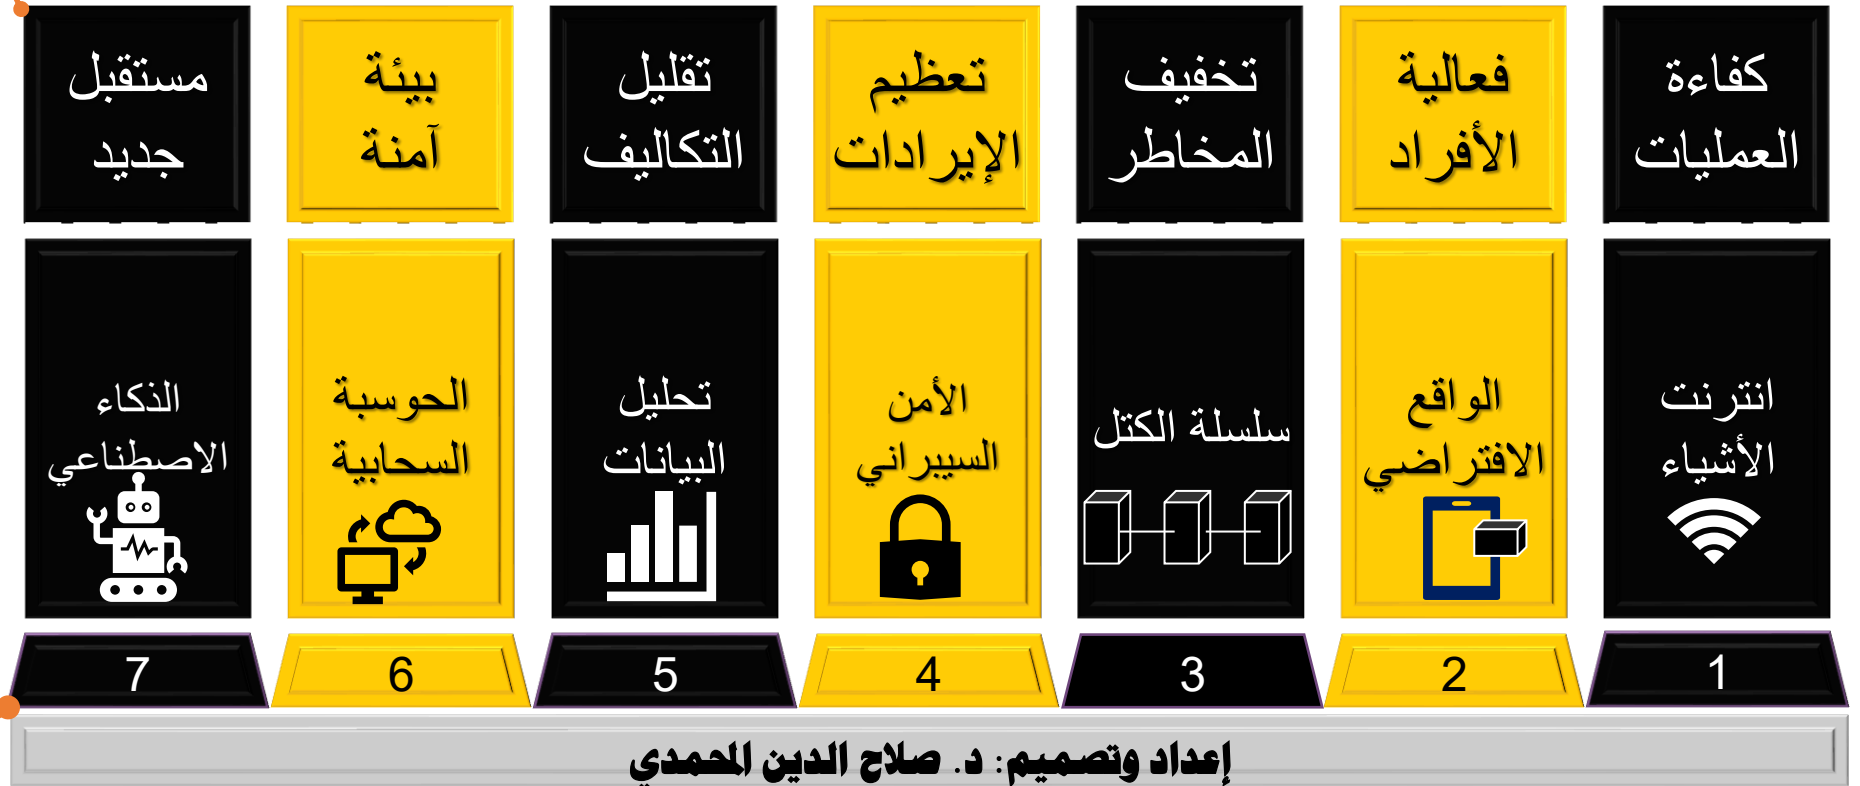 كفاءة
العمليات
فعالية
الأفراد
تخفيف
المخاطر
تعظيم
الإيرادات
تقليل
التكاليف
بيئة
آمنة
مستقبل
جديد
انترنت
الأشياء
الواقع
الافتراضي
سلسلة الكتل
الأمن
السيبراني
تحليل
البيانات
الحوسبة
السحابية
الذكاء
الاصطناعي
1
2
3
4
5
6
7
إعداد وتصميم: د. صلاح الدين المحمدي